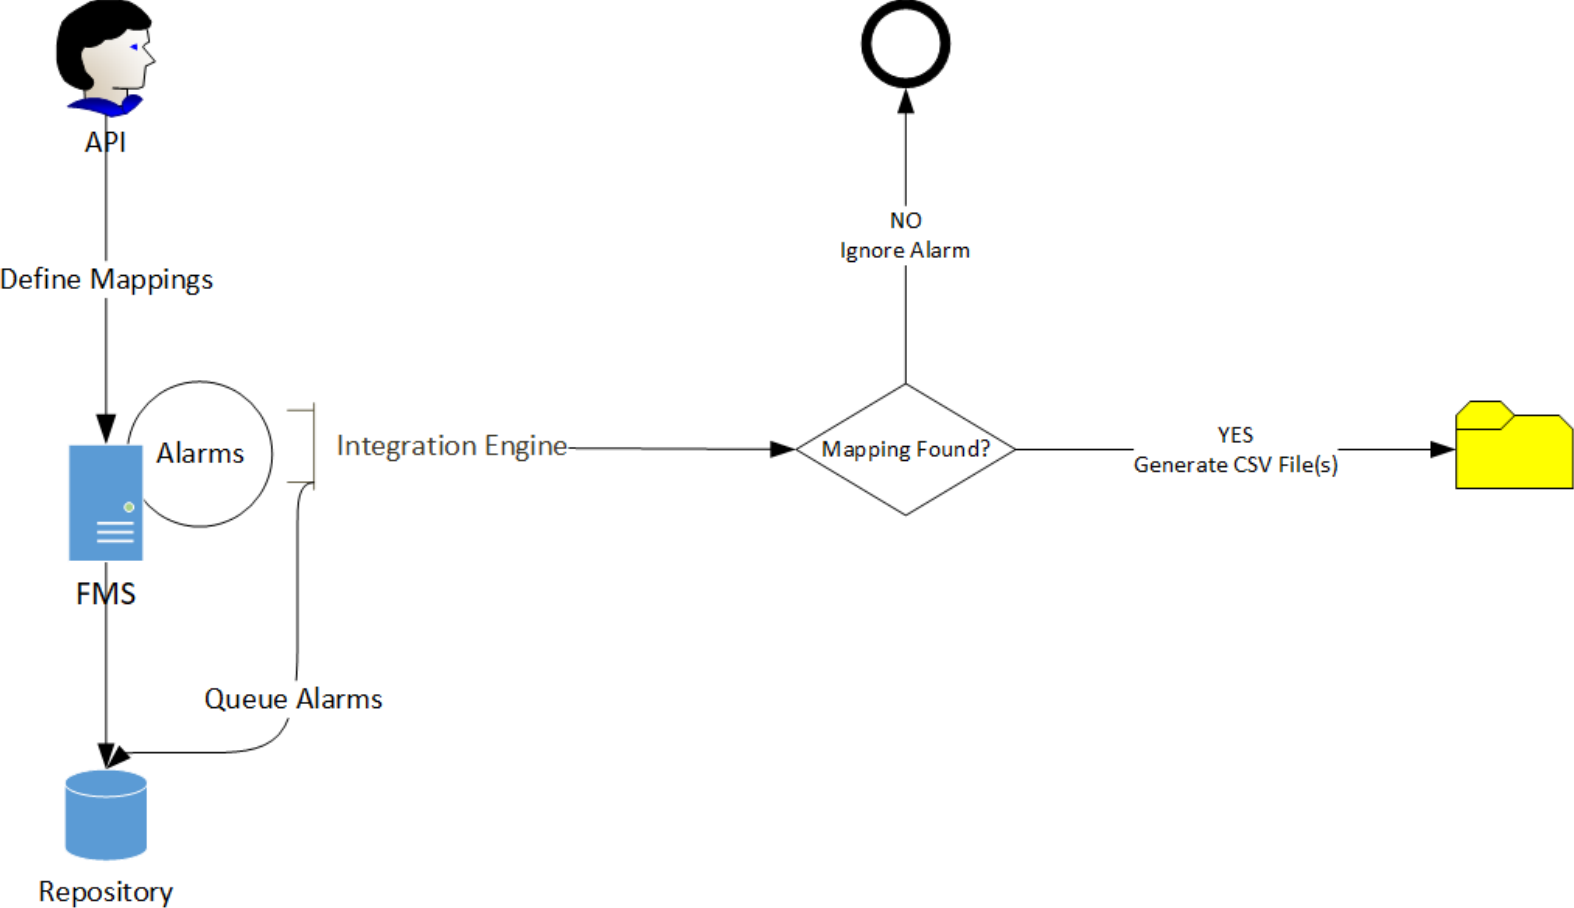 API
Define Mappings
Alarms
FMS
Integration Engine
Queue Alarms
Repository
NO
Ignore Alarm
Mapping Found?
YES
Generate CSV File(s)